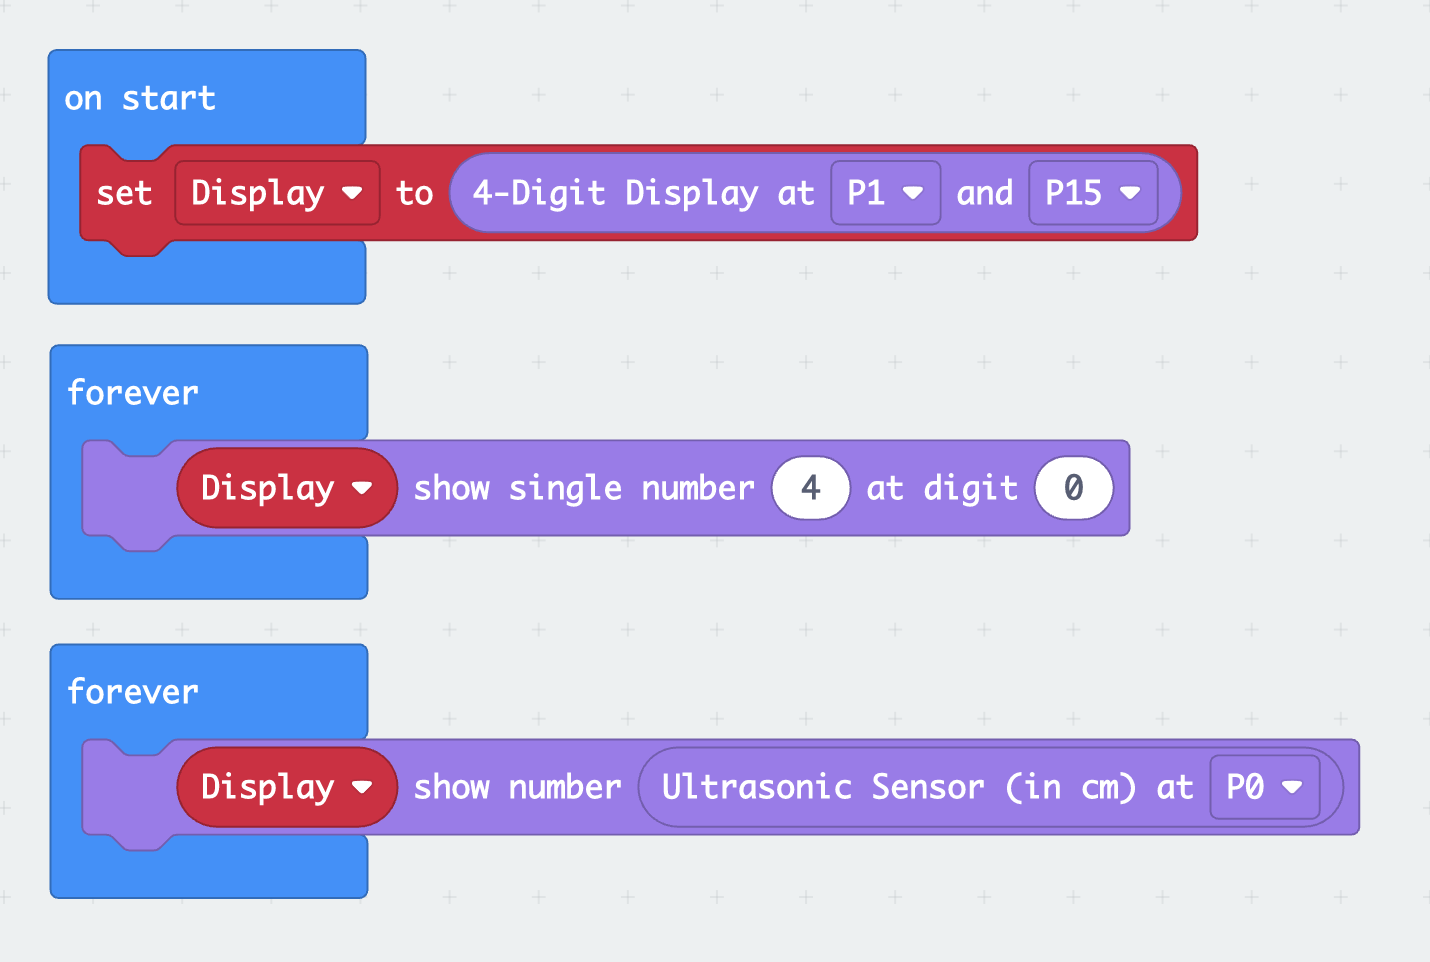 on start
set Display to 4-Digit Display at P1 and P15
forever
Display show single number 4 at digit 0
forever
Display show number Ultrasonic Sensor (in cm) at P0